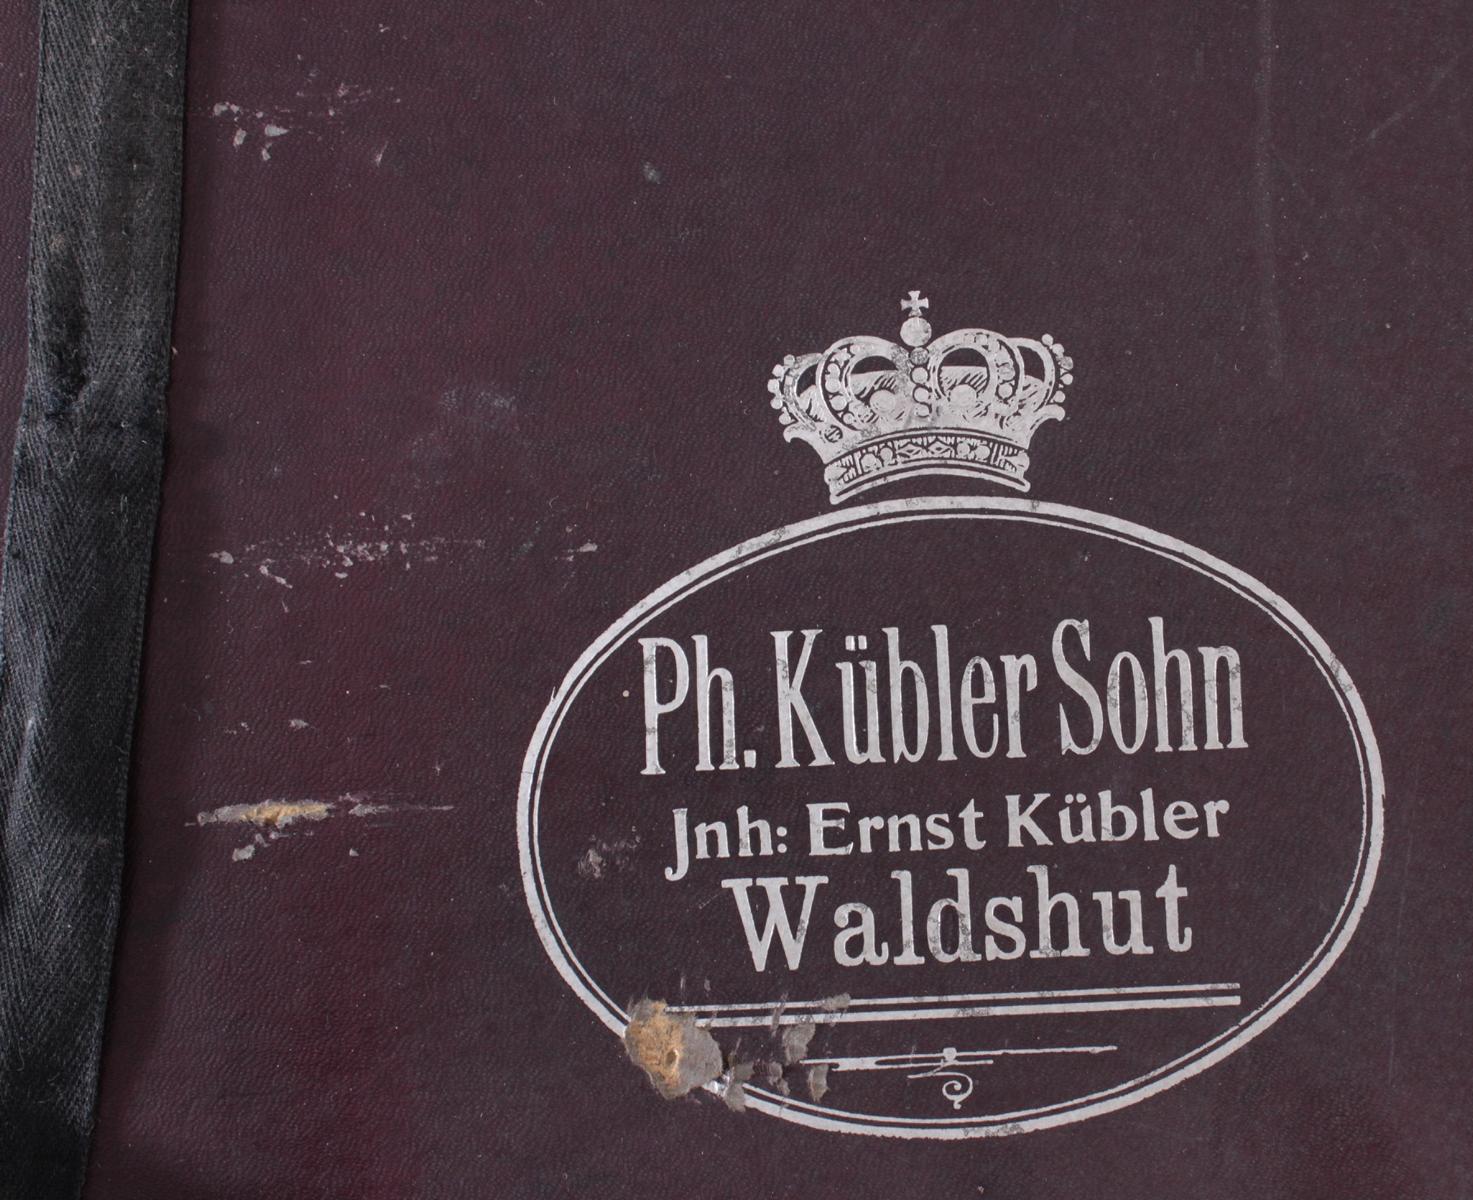 Ph. Kübler Sohn
Jnh: Ernst Kübler
Waldshut